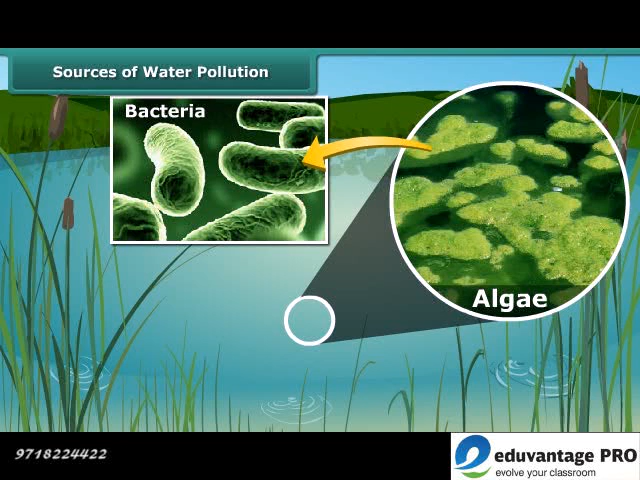 Sources of Water Pollution
Bacteria
Algae
9718224422
eduvantage PRO
evolve your classroom